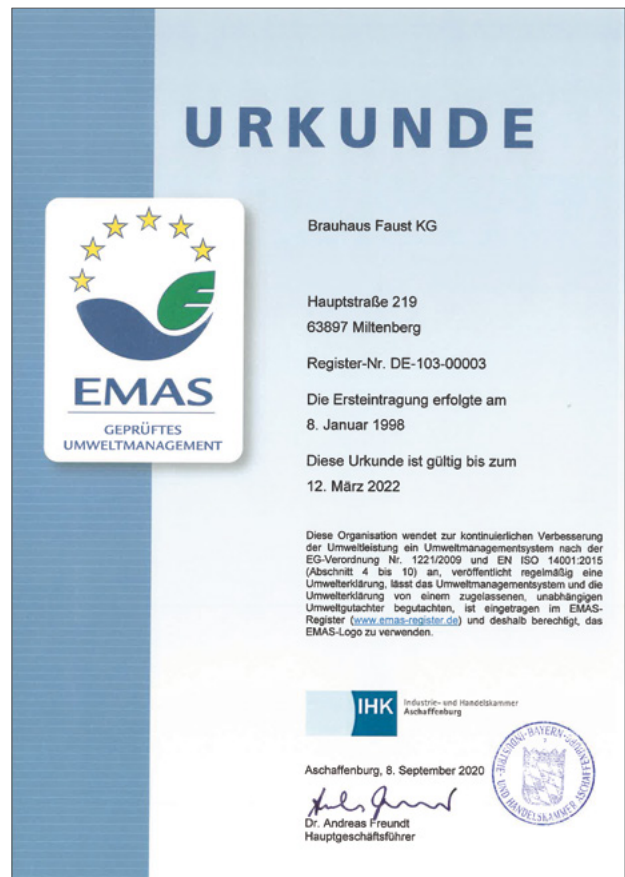 URKUNDE
Brauhaus Faust KG
Hauptstraße 219
63897 Miltenberg
Register-Nr. DE-103-00003
Die Ersteintragung erfolgte am
8. Januar 1998
Diese Urkunde ist gültig bis zum
12. März 2022
EMAS
GEPRÜFTES
UMWELTMANAGEMENT
Diese Organisation wendet zur kontinuierlichen Verbesserung
der Umweltleistung ein Umweltmanagementsystem nach der
EG-Verordnung Nr. 1221/2009 und EN ISO 14001:2015
(Abschnitt 4 bis 10) an, veröffentlicht regelmäßig eine
Umwelterklärung, lässt das Umweltmanagementsystem und die
Umwelterklärung von einem zugelassenen, unabhängigen
Umweltgutachter begutachten, ist eingetragen im EMAS-
Register (www.emas-register.de) und deshalb berechtigt, das
EMAS-Logo zu verwenden.
IHK
Industrie- und Handelskammer
Aschaffenburg
Aschaffenburg, 8. September 2020
Dr. Andreas Freundt
Hauptgeschäftsführer
BAYERN
INDUSTRIE- UND HANDELSKAMMER ASCHAFFENBURG